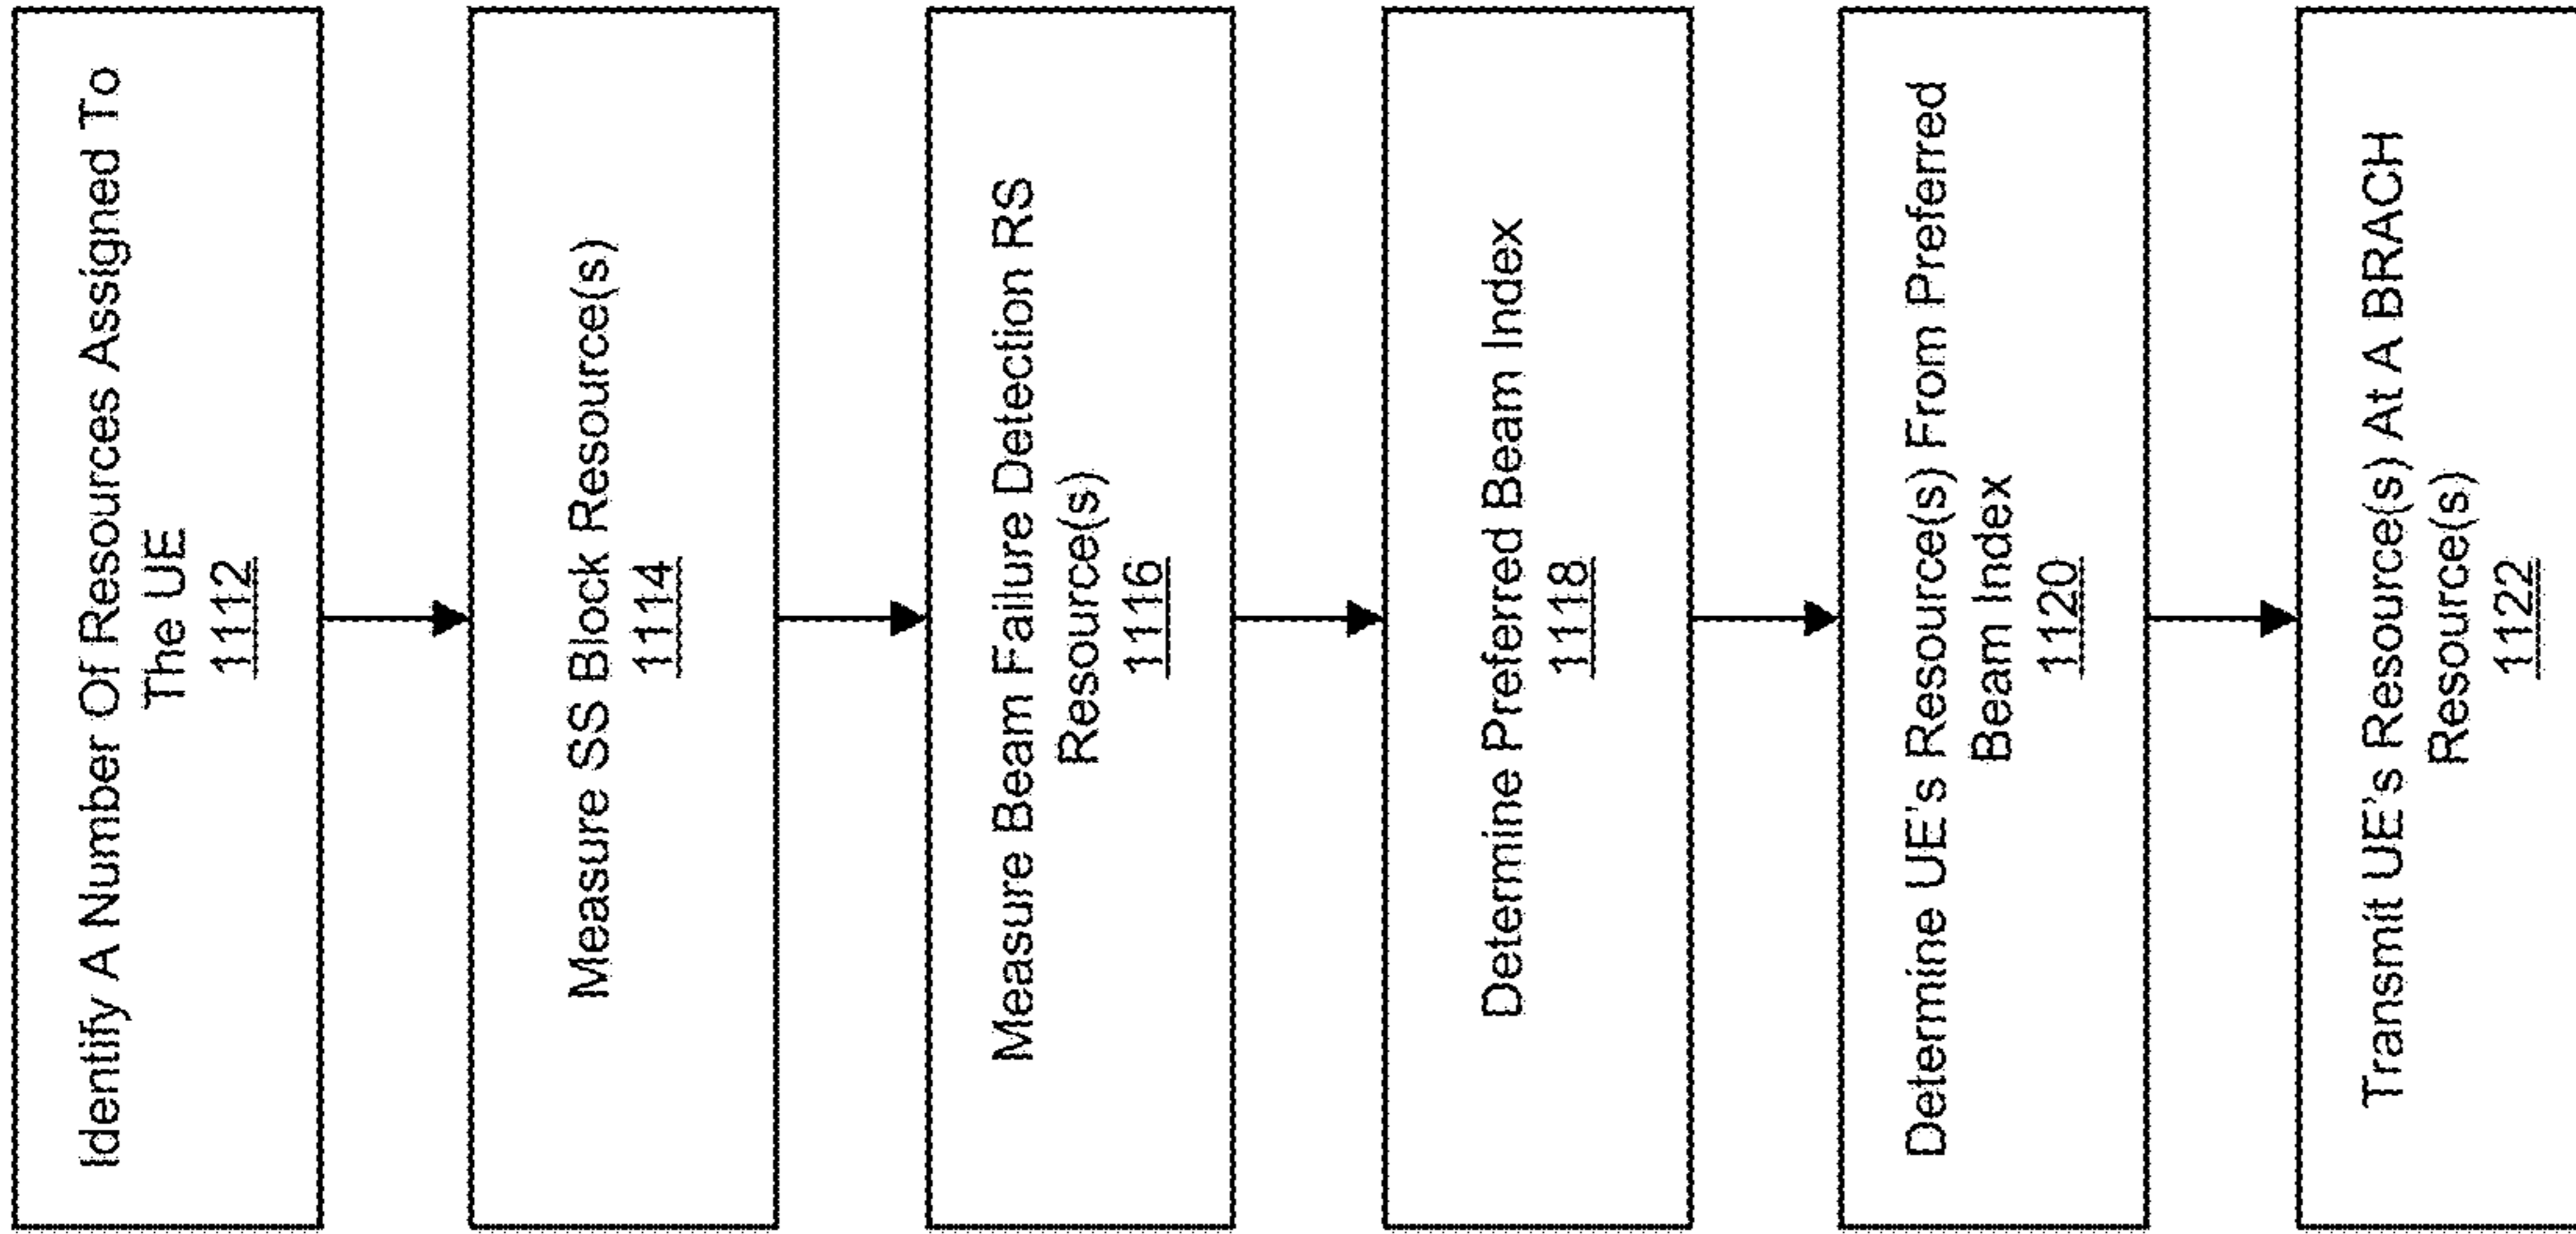 Identify A Number Of Resources Assigned To
The UE
1112
Measure SS Block Resource(s)
1114
Measure Beam Failure Detection RS
Resource(s)
1116
Determine Preferred Beam Index
1118
Determine UE's Resource(s) From Preferred
Beam Index
1120
Transmit UE's Resource(s) At A BRACH
Resource(s)
1122